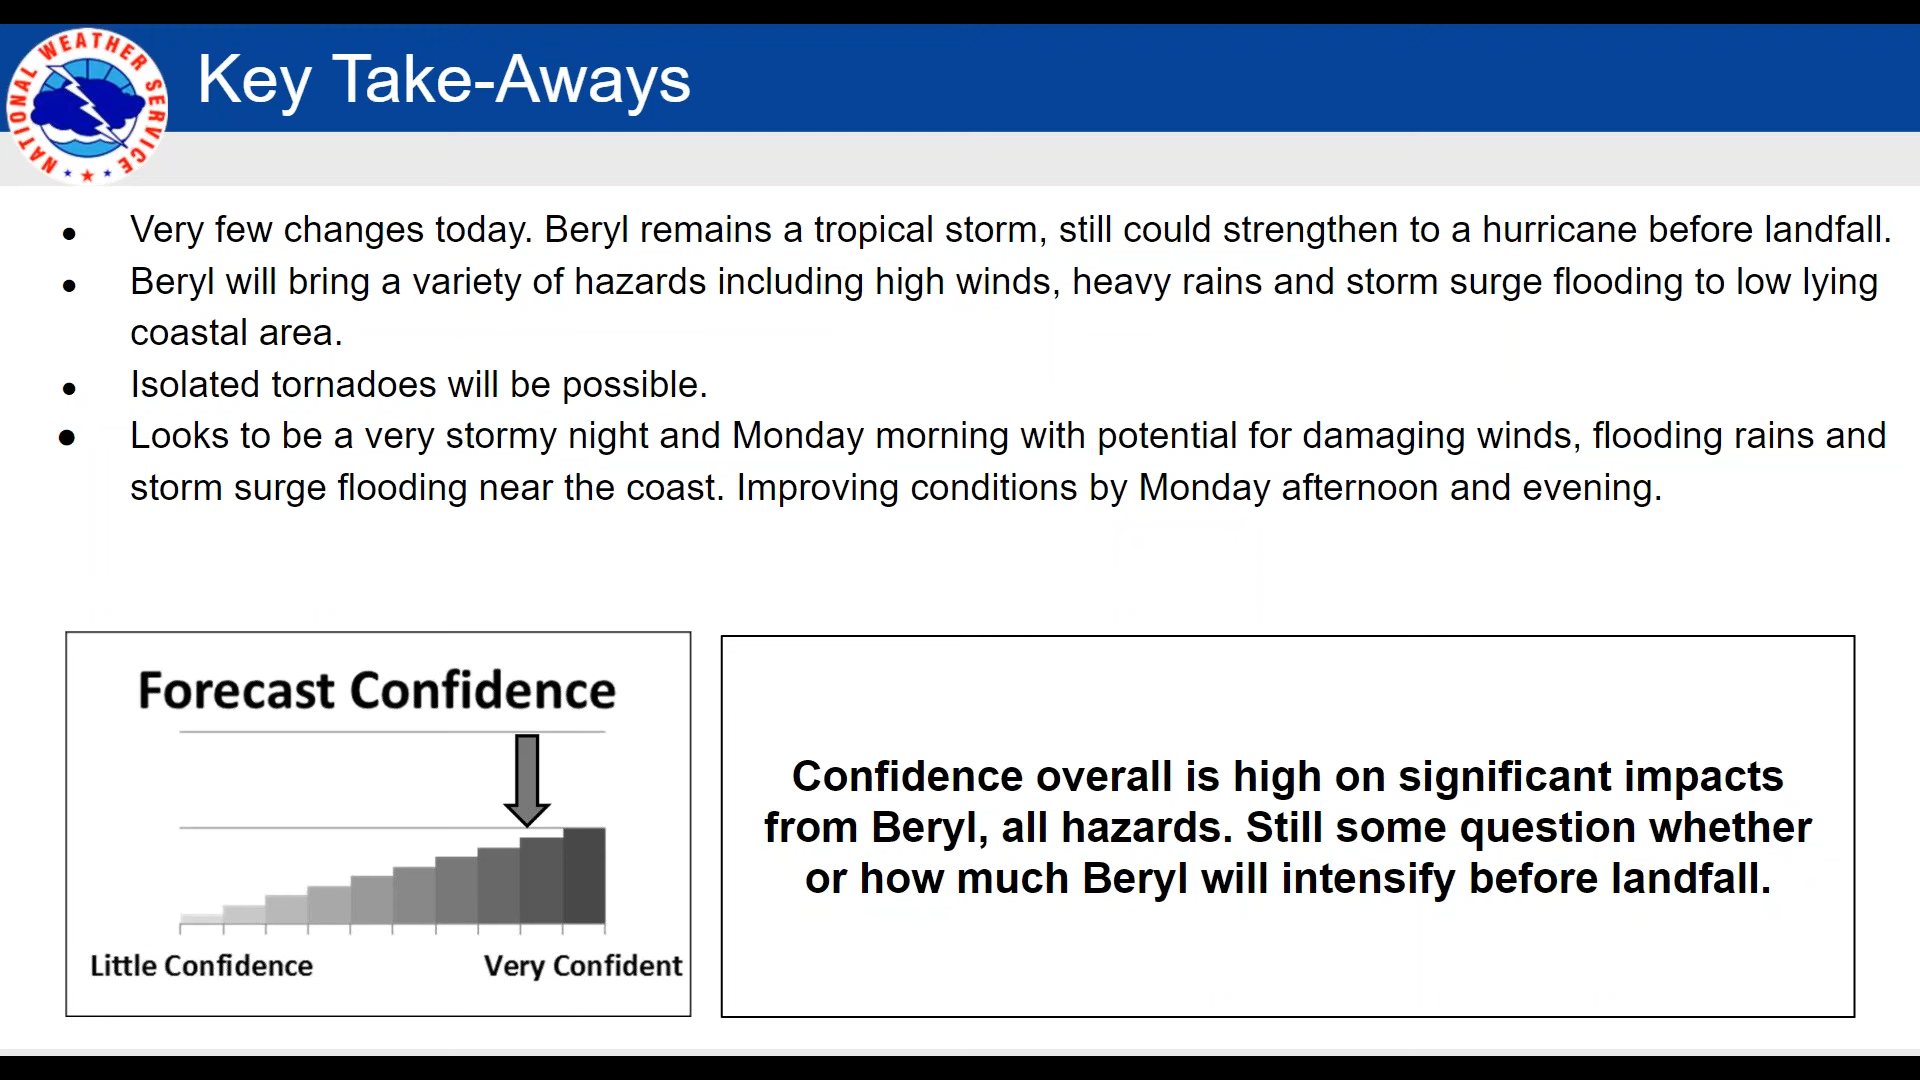 NATIONAL WEATHER SERVICE
Key Take-Aways
● Very few changes today. Beryl remains a tropical storm, still could strengthen to a hurricane before landfall.
● Beryl will bring a variety of hazards including high winds, heavy rains and storm surge flooding to low lying
coastal area.
● Isolated tornadoes will be possible.
● Looks to be a very stormy night and Monday morning with potential for damaging winds, flooding rains and
storm surge flooding near the coast. Improving conditions by Monday afternoon and evening.
Forecast Confidence
Little Confidence
Very Confident
Confidence overall is high on significant impacts
from Beryl, all hazards. Still some question whether
or how much Beryl will intensify before landfall.